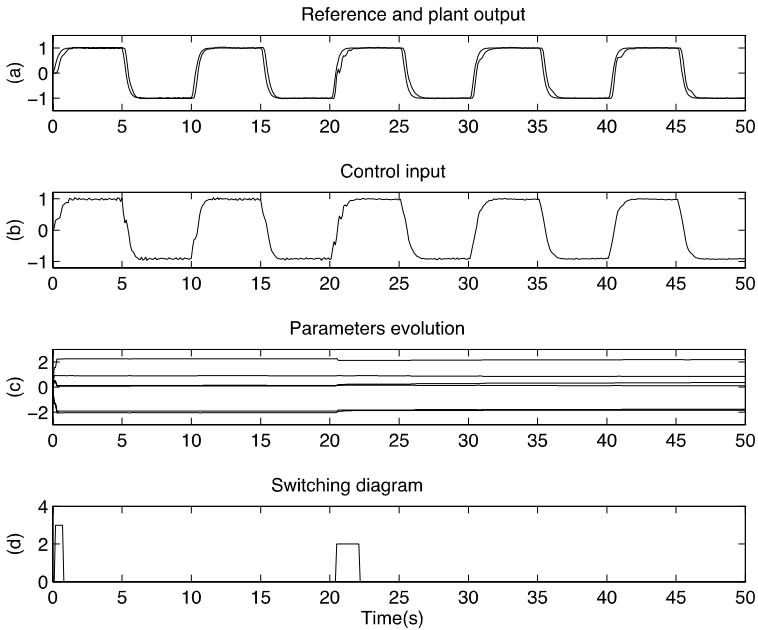 Reference and plant output
(a)
1
0
−1
0 5 10 15 20 25 30 35 40 45 50
Control input
(b)
1
0
−1
0 5 10 15 20 25 30 35 40 45 50
Parameters evolution
(c)
2
0
−2
0 5 10 15 20 25 30 35 40 45 50
Switching diagram
(d)
4
2
0
0 5 10 15 20 25 30 35 40 45 50
Time(s)